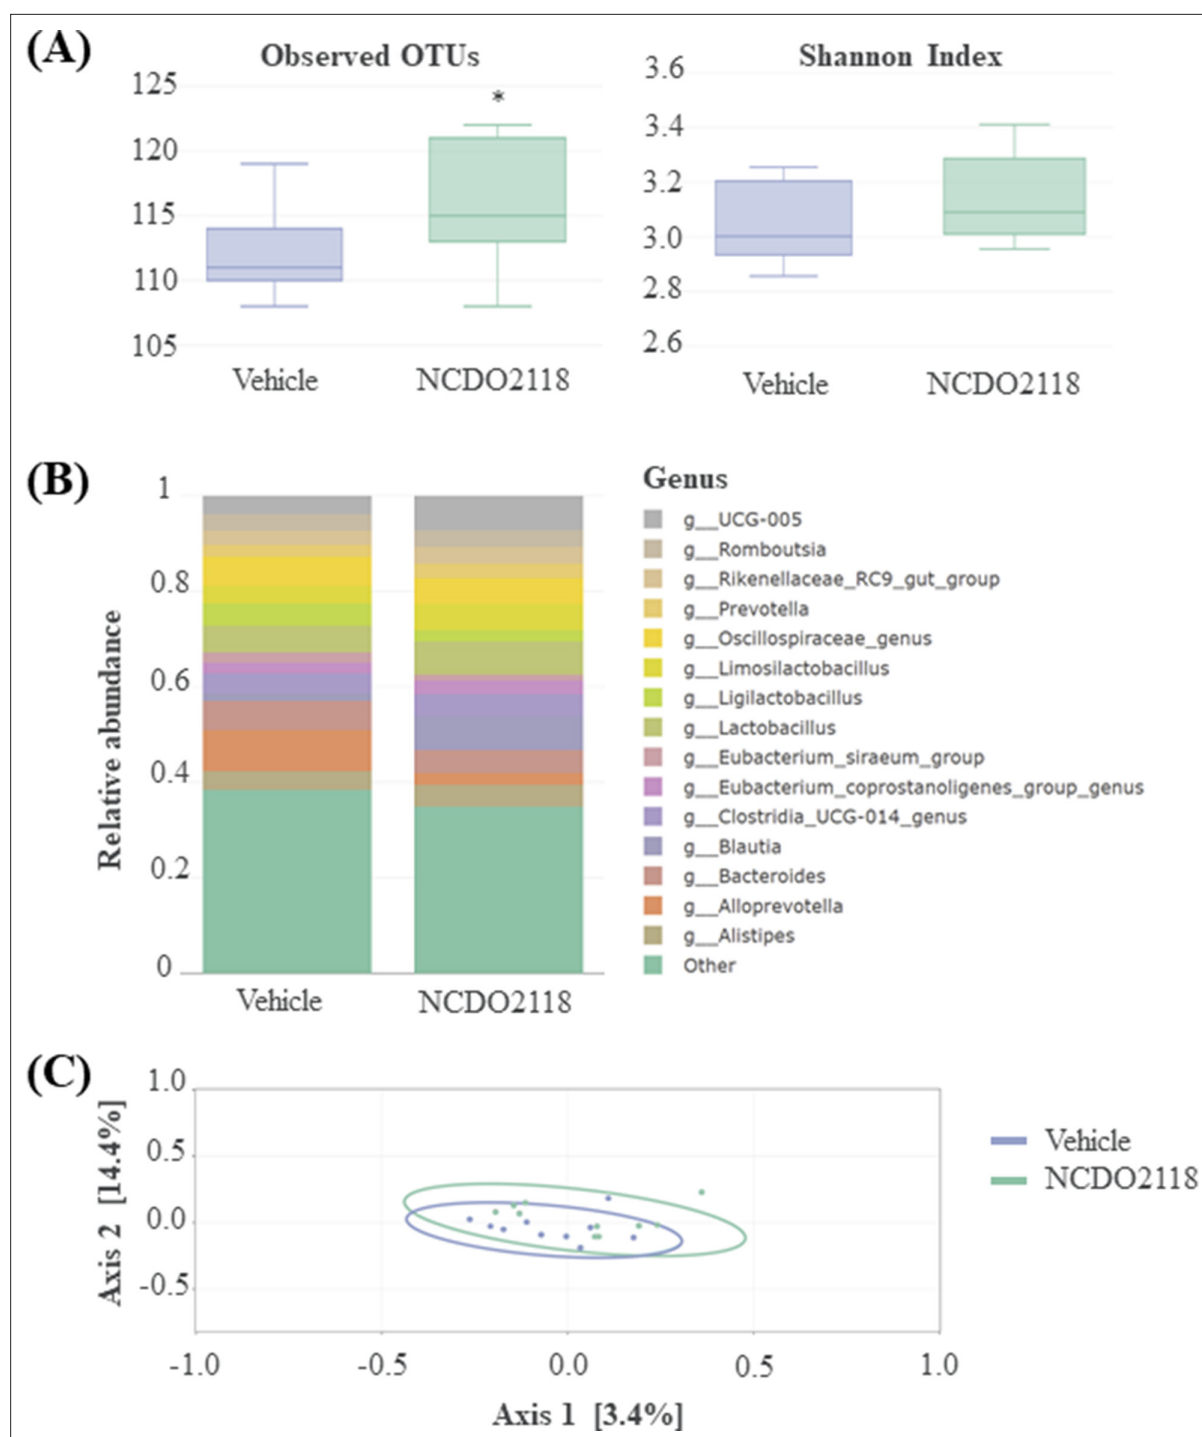 (A)
Observed OTUs
125
*
120
115
110
105
Vehicle NCDO2118
Shannon Index
3.6
3.4
3.2
3.0
2.8
2.6
Vehicle NCDO2118
(B)
Relative abundance
1
0.8
0.6
0.4
0.2
0
Vehicle NCDO2118
Genus
g__UCG-005
g__Romboutsia
g__Rikenellaceae_RC9_gut_group
g__Prevotella
g__Oscillospiraceae_genus
g__Limosilactobacillus
g__Ligilactobacillus
g__Lactobacillus
g__Eubacterium_siraeum_group
g__Eubacterium_coprostanoligenes_group_genus
g__Clostridia_UCG-014_genus
g__Blautia
g__Bacteroides
g__Alloprevotella
g__Alistipes
Other
(C)
Axis 2 [14.4%]
1.0
0.5
0.0
-0.5
-1.0 -0.5 0.0 0.5 1.0
Axis 1 [3.4%]
Vehicle
NCDO2118